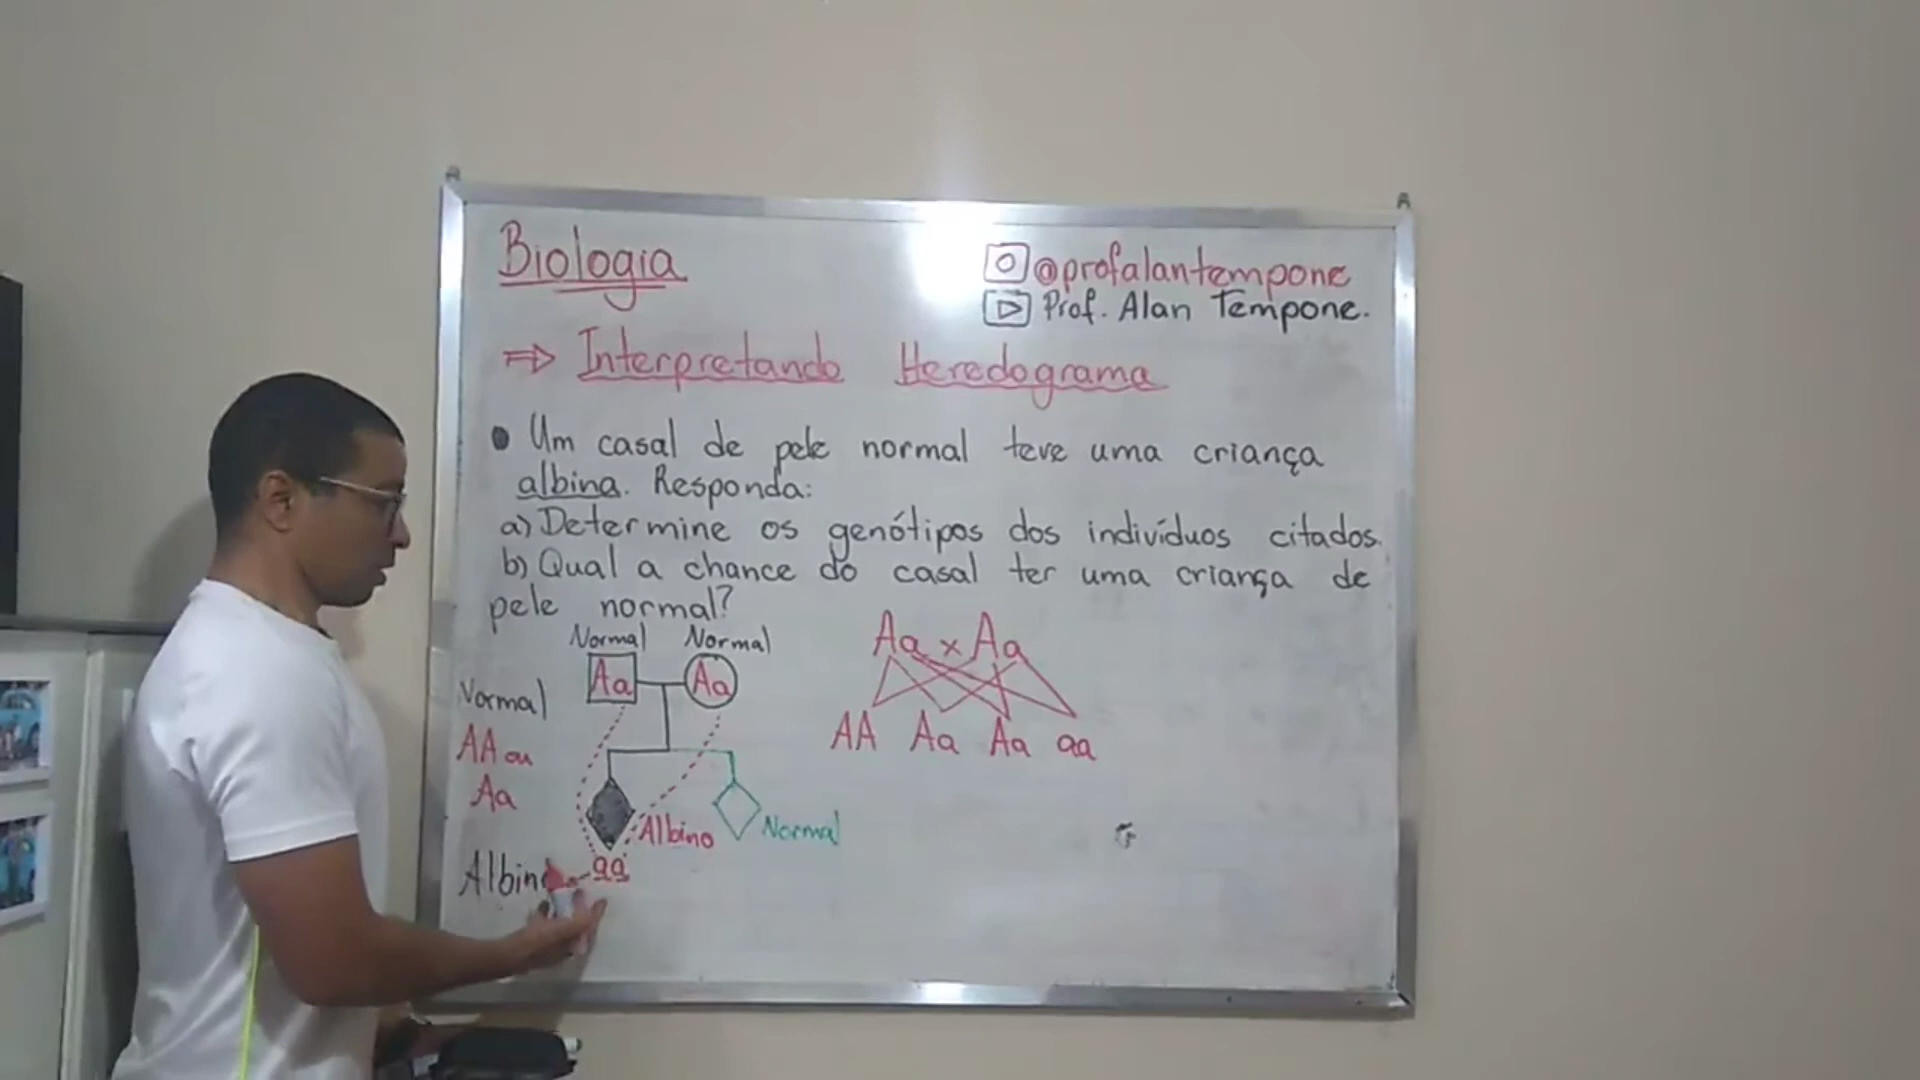 Biologia
@profalantempone
Prof. Alan Tempone.
⇒ Interpretando Heredograma
• Um casal de pele normal teve uma criança
albina. Responda:
a) Determine os genótipos dos indivíduos citados.
b) Qual a chance do casal ter uma criança de
pele normal?
Normal Normal
Aa Aa
Normal
AA ou
Aa
Albino
Normal
aa
Aa x Aa
AA Aa Aa aa